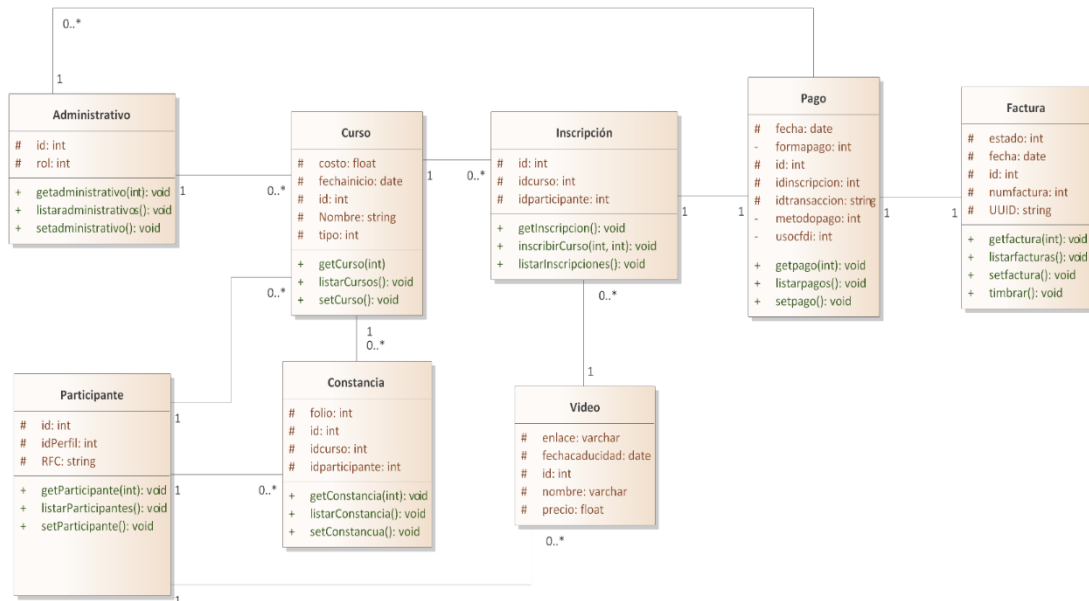 0..*
1
Administrativo
# id: int
# rol: int
+ getadministrativo(int): void
+ listaradministrativos(): void
+ setadministrativo(): void
1
0..*
Curso
# costo: float
# fechainicio: date
# id: int
# Nombre: string
# tipo: int
+ getCurso(int)
+ listarCursos(): void
+ setCurso(): void
1
0..*
Inscripción
# id: int
# idcurso: int
# idparticipante: int
+ getInscripcion(): void
+ inscribirCurso(int, int): void
+ listarInscripciones(): void
1
1
1
Pago
# fecha: date
- formapago: int
# id: int
# idinscripcion: int
# idtransaccion: string
- metodopago: int
- usocfdi: int
+ getpago(int): void
+ listarpagos(): void
+ setpago(): void
1
1
Factura
# estado: int
# fecha: date
# id: int
# numfactura: int
# UUID: string
+ getfactura(int): void
+ listarfacturas(): void
+ setfactura(): void
+ timbrar(): void
0..*
0..*
1
0..*
Participante
# id: int
# idPerfil: int
# RFC: string
+ getParticipante(int): void
+ listarParticipantes(): void
+ setParticipante(): void
1
1
0..*
1
Constancia
# folio: int
# id: int
# idcurso: int
# idparticipante: int
+ getConstancia(int): void
+ listarConstancia(): void
+ setConstancua(): void
1
Video
# enlace: varchar
# fechacaducidad: date
# id: int
# nombre: varchar
# precio: float
0..*